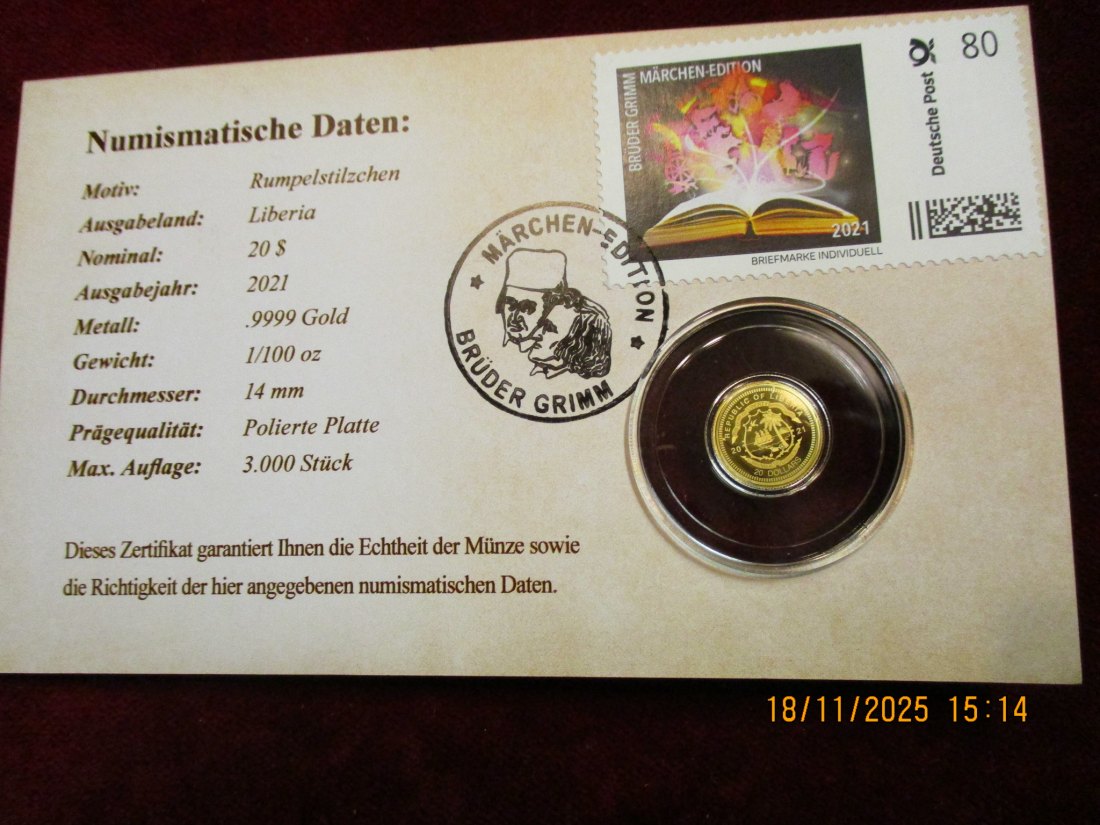 Numismatische Daten:
Motiv: Rumpelstilzchen
Ausgabeland: Liberia
Nominal: 20 $
Ausgabejahr: 2021
Metall: .9999 Gold
Gewicht: 1/100 oz
Durchmesser: 14 mm
Prägequalität: Polierte Platte
Max. Auflage: 3.000 Stück
Dieses Zertifikat garantiert Ihnen die Echtheit der Münze sowie
die Richtigkeit der hier angegebenen numismatischen Daten.
MÄRCHEN-EDITION
BRÜDER GRIMM
BRÜDER GRIMM
MÄRCHEN-EDITION
2021
BRIEFMARKE INDIVIDUELL
Deutsche Post
80
REPUBLIC OF LIBERIA
20 21
20 DOLLARS
18/11/2025 15:14